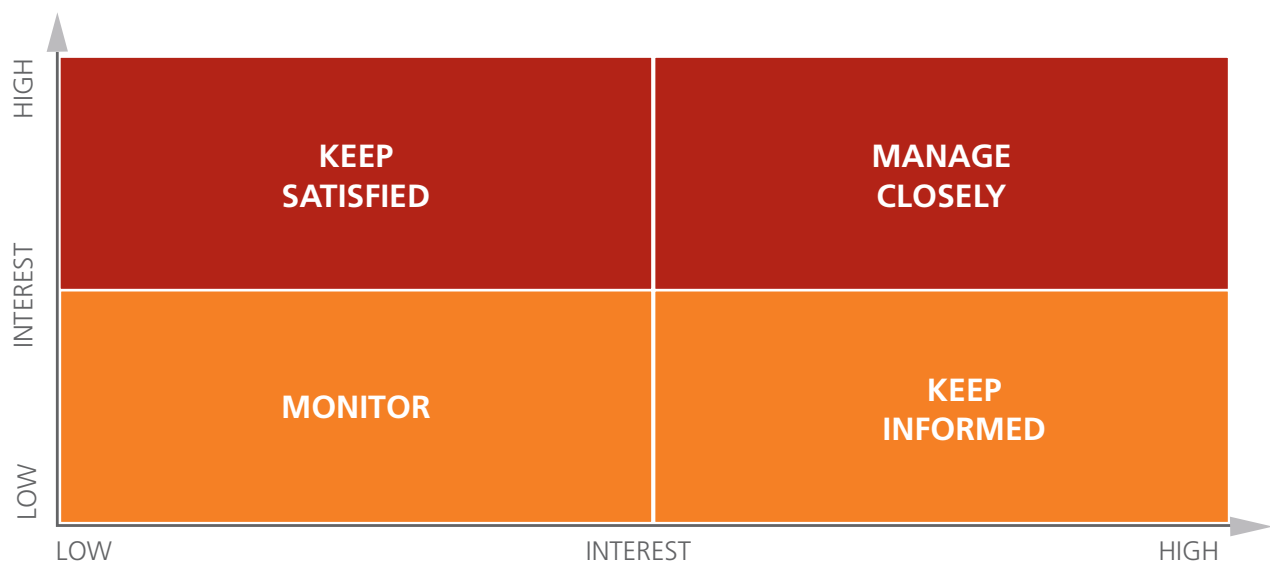 HIGH
KEEP
SATISFIED
MANAGE
CLOSELY
INTEREST
MONITOR
KEEP
INFORMED
LOW
LOW
INTEREST
HIGH